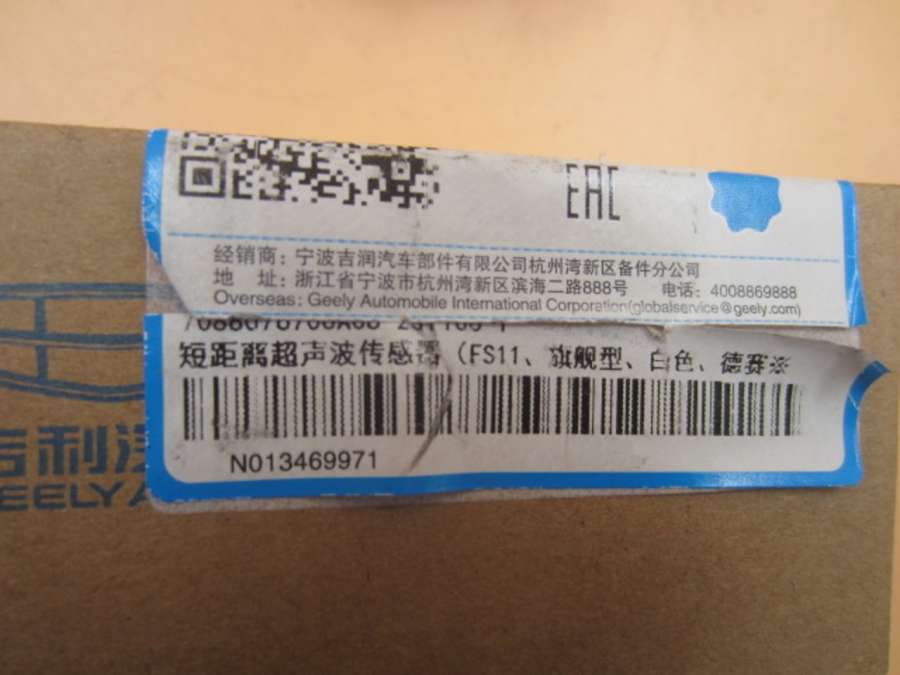 EAC
经销商：宁波吉润汽车部件有限公司杭州湾新区备件分公司
地 址：浙江省宁波市杭州湾新区滨海二路888号 电话：4008869888
Overseas: Geely Automobile International Corporation(globalservice@geely.com)
短距离超声波传感器（FS11、旗舰型、白色、德赛
N013469971
吉利